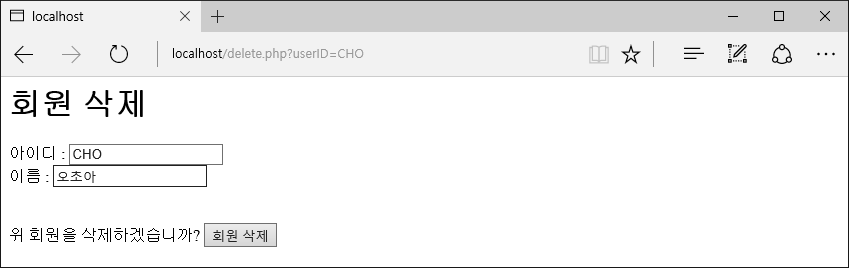 localhost
localhost/delete.php?userID=CHO
회원 삭제
아이디 : CHO
이름 : 오초아
위 회원을 삭제하겠습니까? 회원 삭제